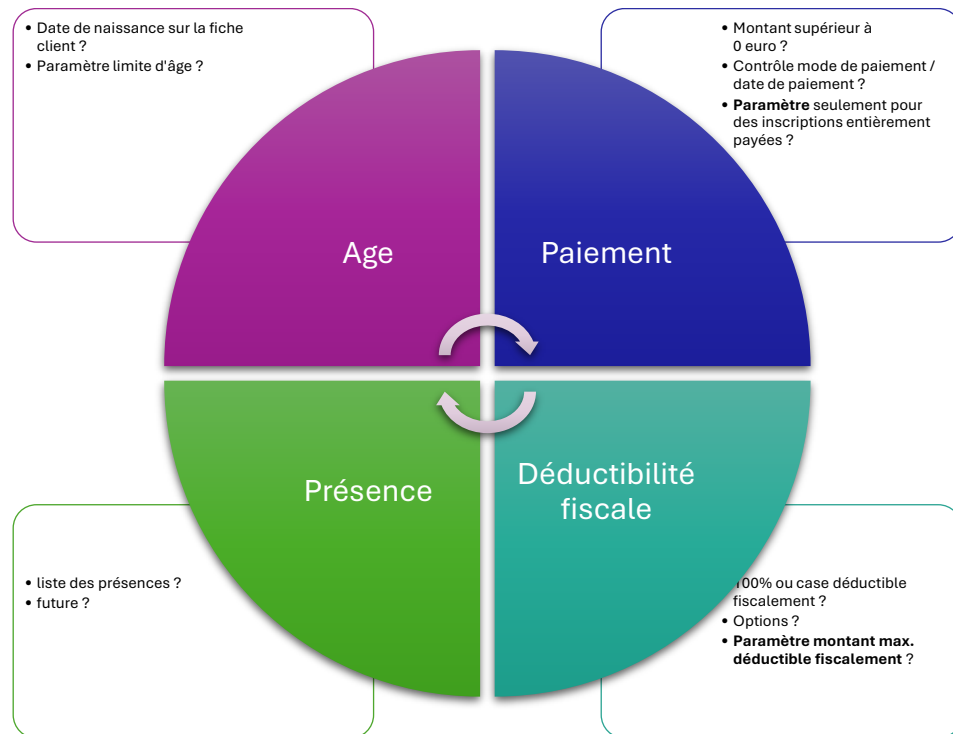 • Date de naissance sur la fiche
client ?
• Paramètre limite d'âge ?
• Montant supérieur à
0 euro ?
• Contrôle mode de paiement /
date de paiement ?
• Paramètre seulement pour
des inscriptions entièrement
payées ?
Age
Paiement
Présence
Déductibilité
fiscale
• liste des présences ?
• future ?
100% ou case déductible
fiscalement ?
• Options ?
• Paramètre montant max.
déductible fiscalement ?